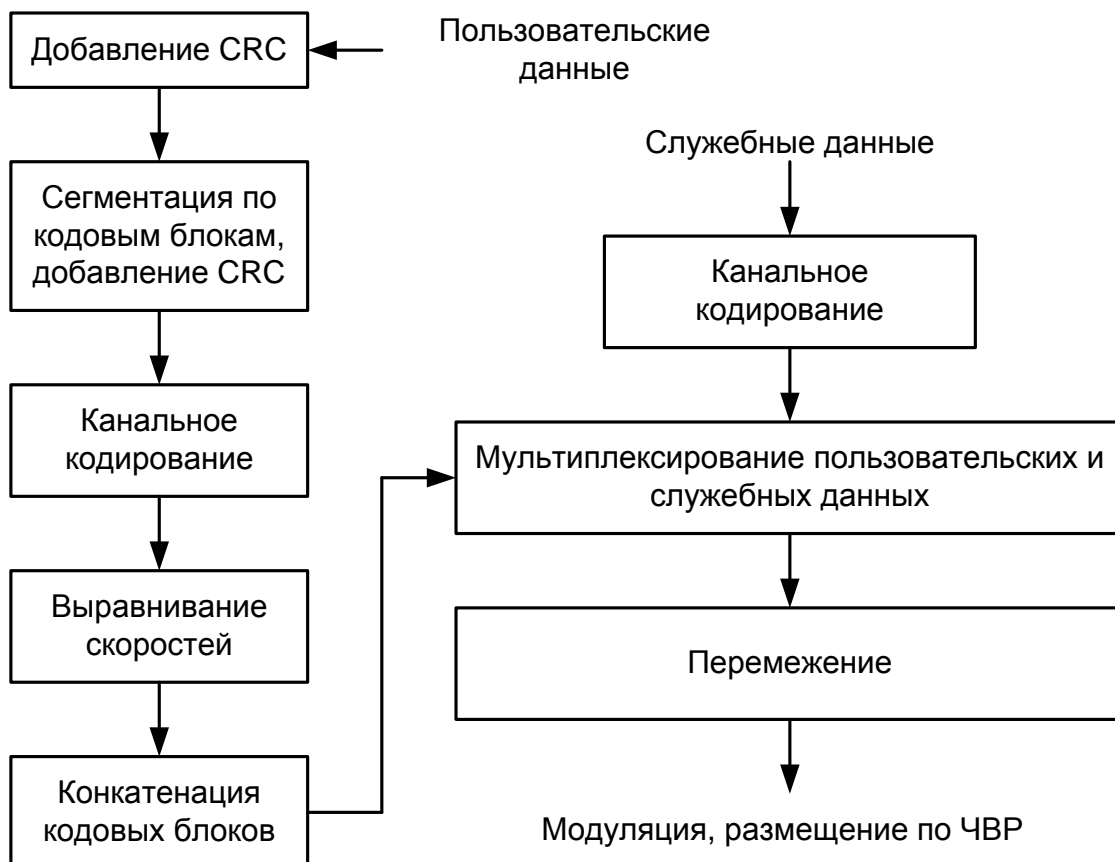 Добавление CRC
Пользовательские
данные
Сегментация по
кодовым блокам,
добавление CRC
Канальное
кодирование
Выравнивание
скоростей
Конкатенация
кодовых блоков
Служебные данные
Канальное
кодирование
Мультиплексирование пользовательских и
служебных данных
Перемежение
Модуляция, размещение по ЧВР